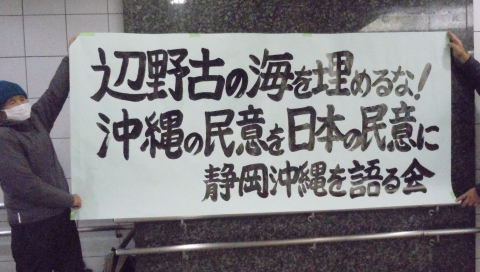 辺野古の海を埋めるな!
沖縄の民意を日本の民意に
静岡沖縄を語る会